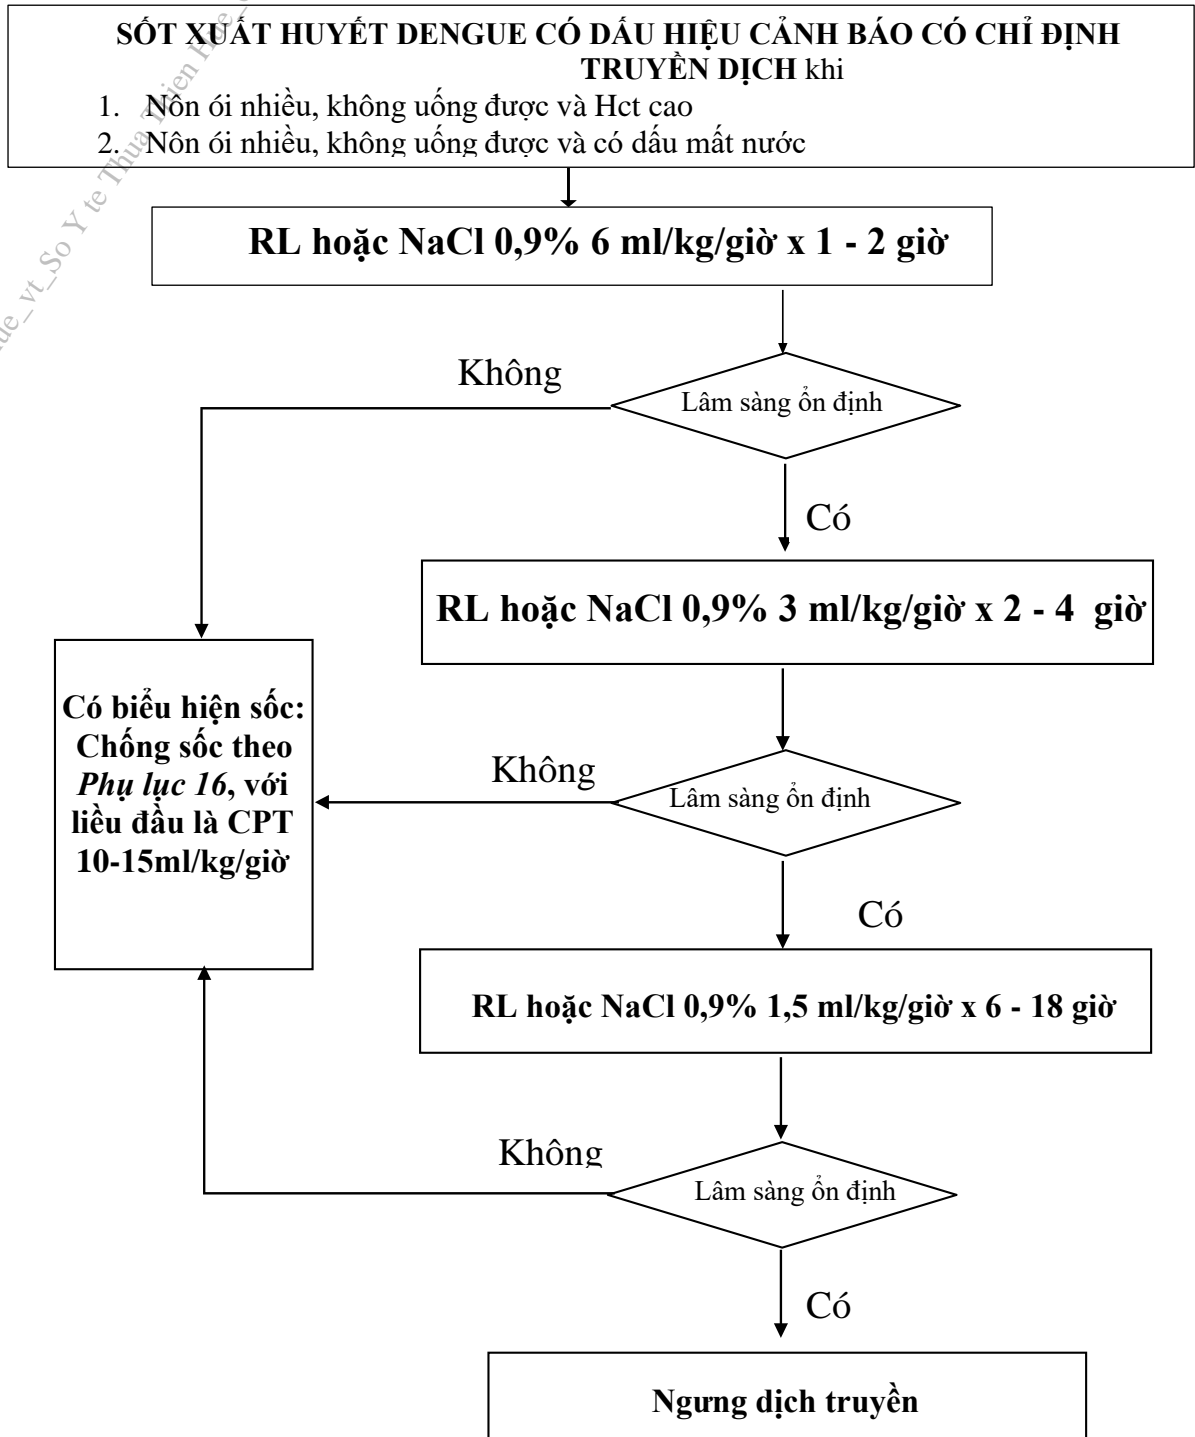 SỐT XUẤT HUYẾT DENGUE CÓ DẤU HIỆU CẢNH BÁO CÓ CHỈ ĐỊNH
TRUYỀN DỊCH khi
1. Nôn ói nhiều, không uống được và Hct cao
2. Nôn ói nhiều, không uống được và có dấu mất nước
RL hoặc NaCl 0,9% 6 ml/kg/giờ x 1 - 2 giờ
Không
Lâm sàng ổn định
Có
RL hoặc NaCl 0,9% 3 ml/kg/giờ x 2 - 4 giờ
Có biểu hiện sốc:
Chống sốc theo
Phụ lục 16, với
liều đầu là CPT
10-15ml/kg/giờ
Không
Lâm sàng ổn định
Có
RL hoặc NaCl 0,9% 1,5 ml/kg/giờ x 6 - 18 giờ
Không
Lâm sàng ổn định
Có
Ngưng dịch truyền
ue_vt_So Y te Thua Thien Hue_